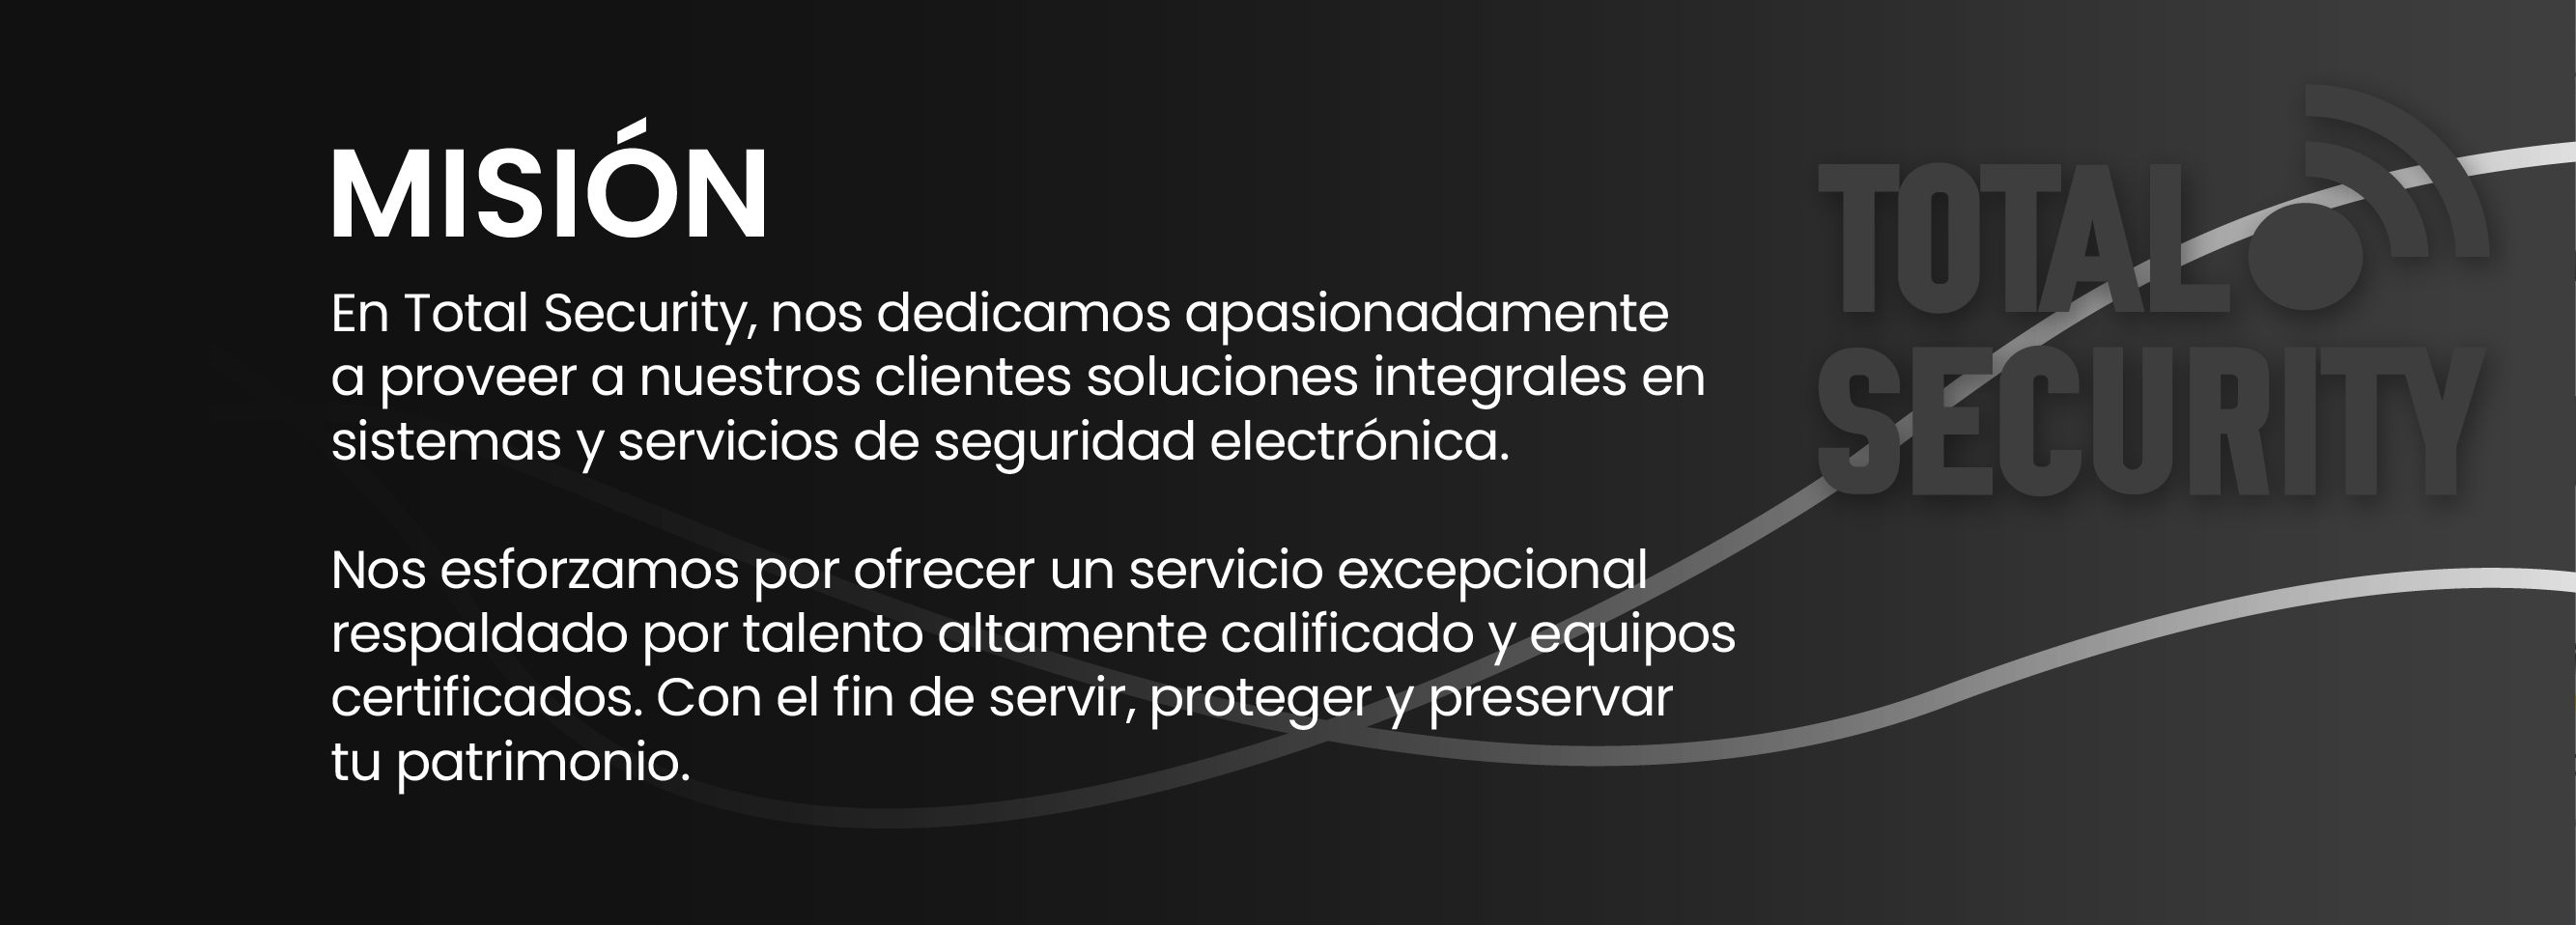 MISIÓN
En Total Security, nos dedicamos apasionadamente
a proveer a nuestros clientes soluciones integrales en
sistemas y servicios de seguridad electrónica.
Nos esforzamos por ofrecer un servicio excepcional
respaldado por talento altamente calificado y equipos
certificados. Con el fin de servir, proteger y preservar
tu patrimonio.
TOTAL
SECURITY